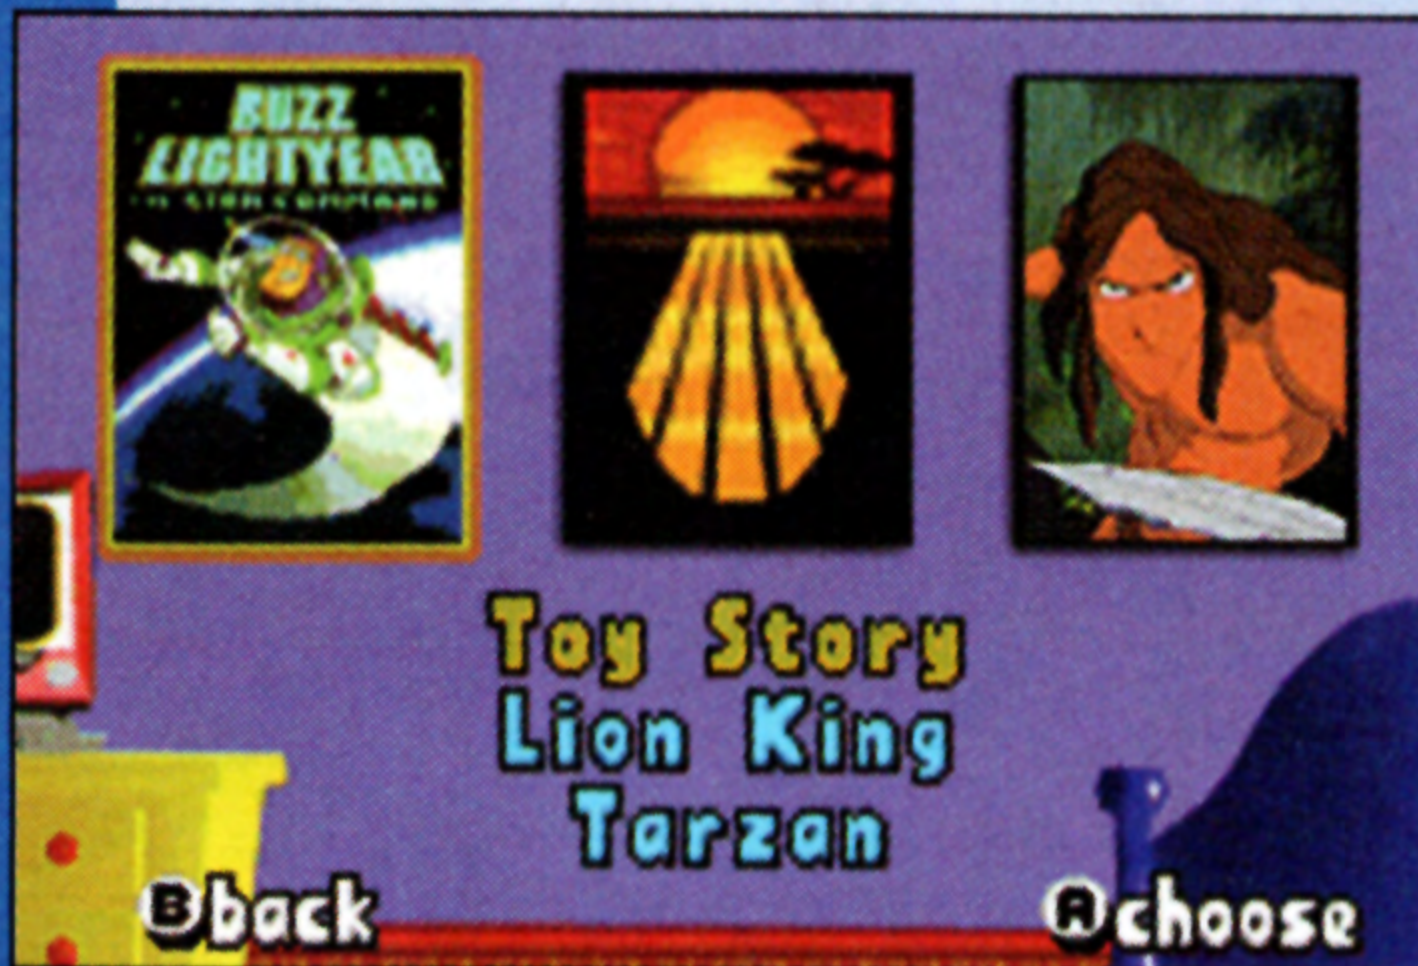 BUZZ
LIGHTYEAR
Toy Story
Lion King
Tarzan
B back
A choose